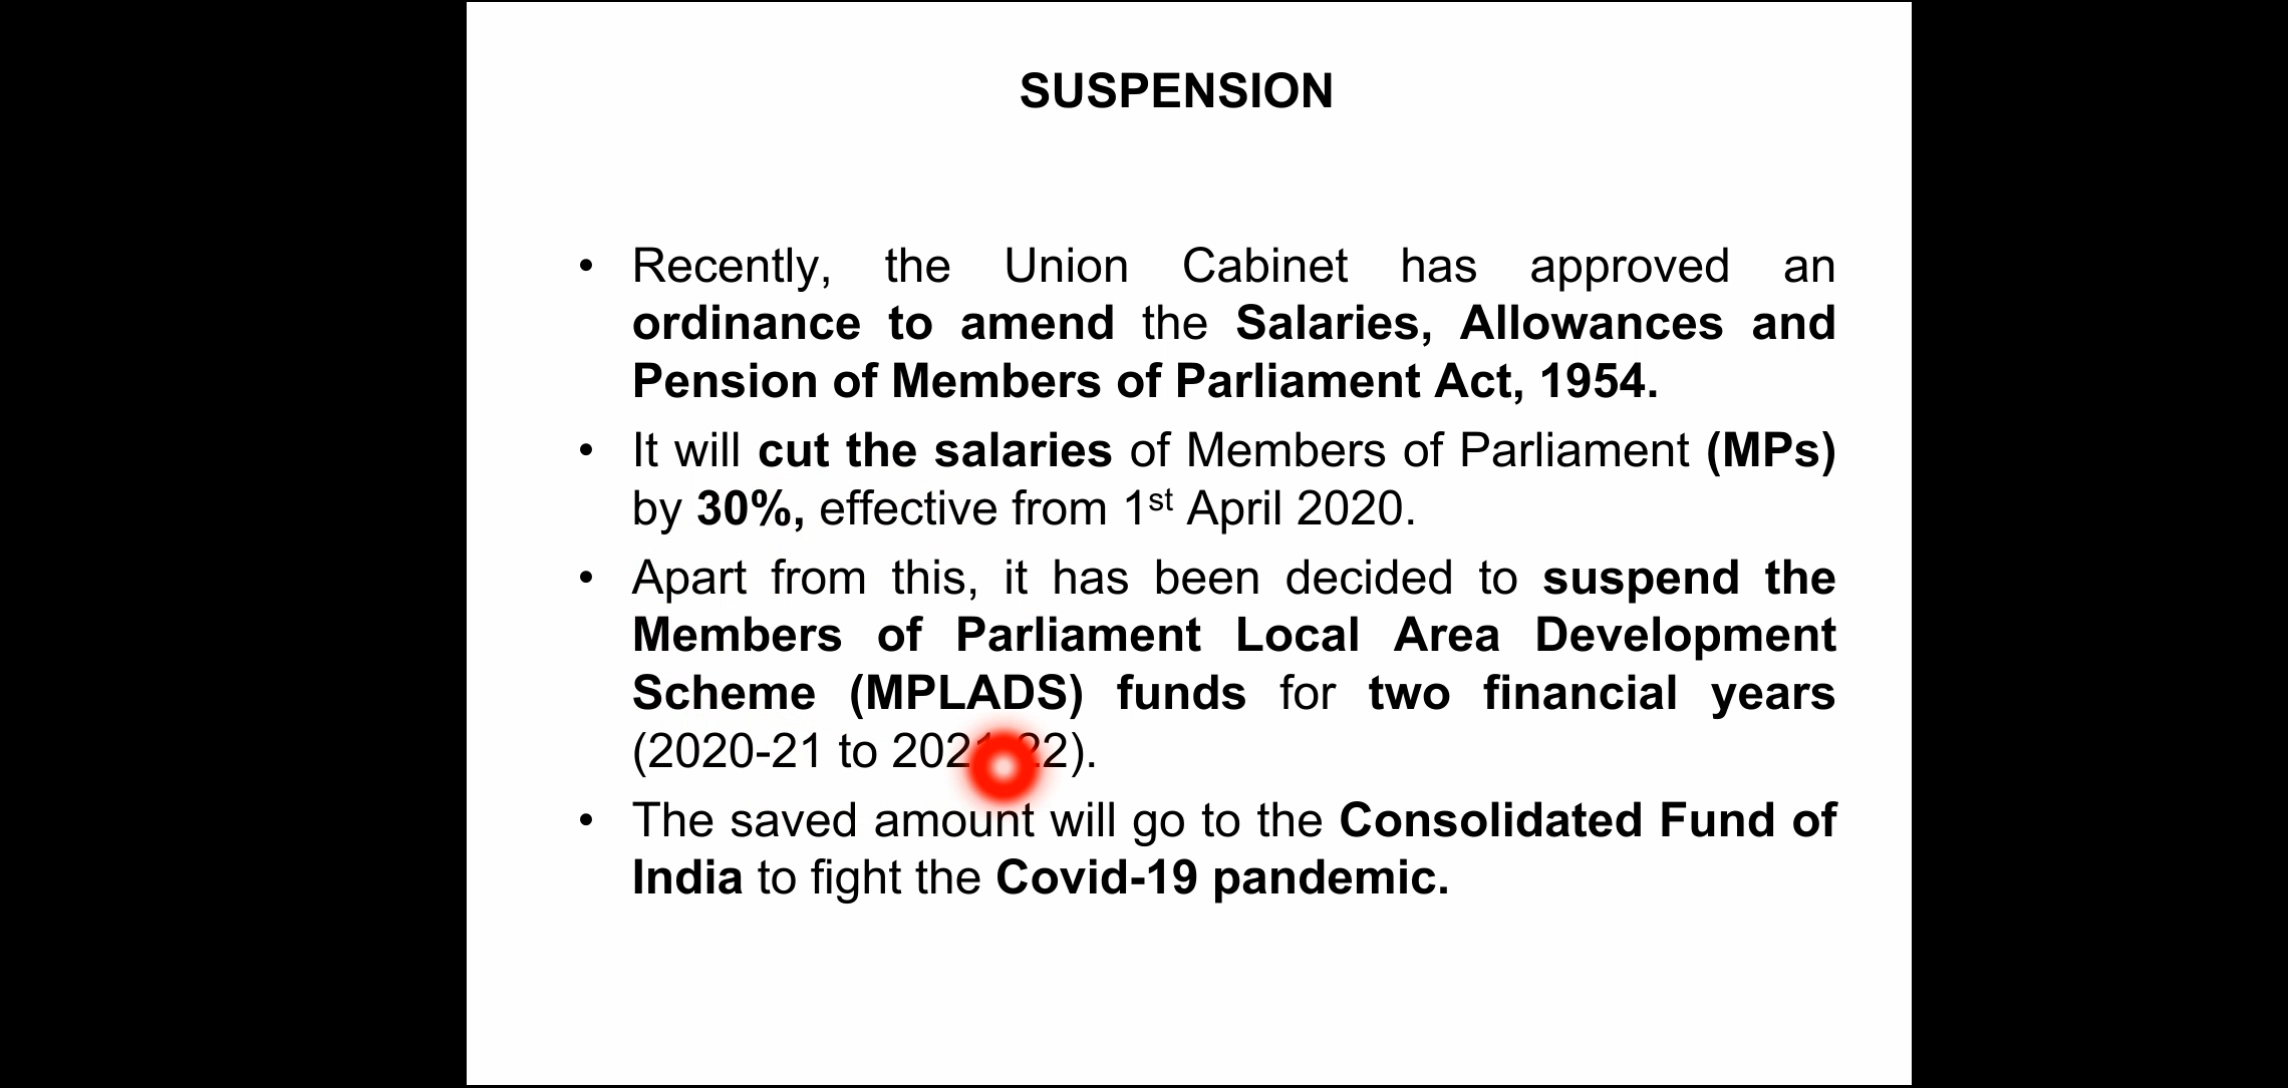 SUSPENSION
• Recently, the Union Cabinet has approved an
ordinance to amend the Salaries, Allowances and
Pension of Members of Parliament Act, 1954.
• It will cut the salaries of Members of Parliament (MPs)
by 30%, effective from 1st April 2020.
• Apart from this, it has been decided to suspend the
Members of Parliament Local Area Development
Scheme (MPLADS) funds for two financial years
(2020-21 to 2021-22).
• The saved amount will go to the Consolidated Fund of
India to fight the Covid-19 pandemic.